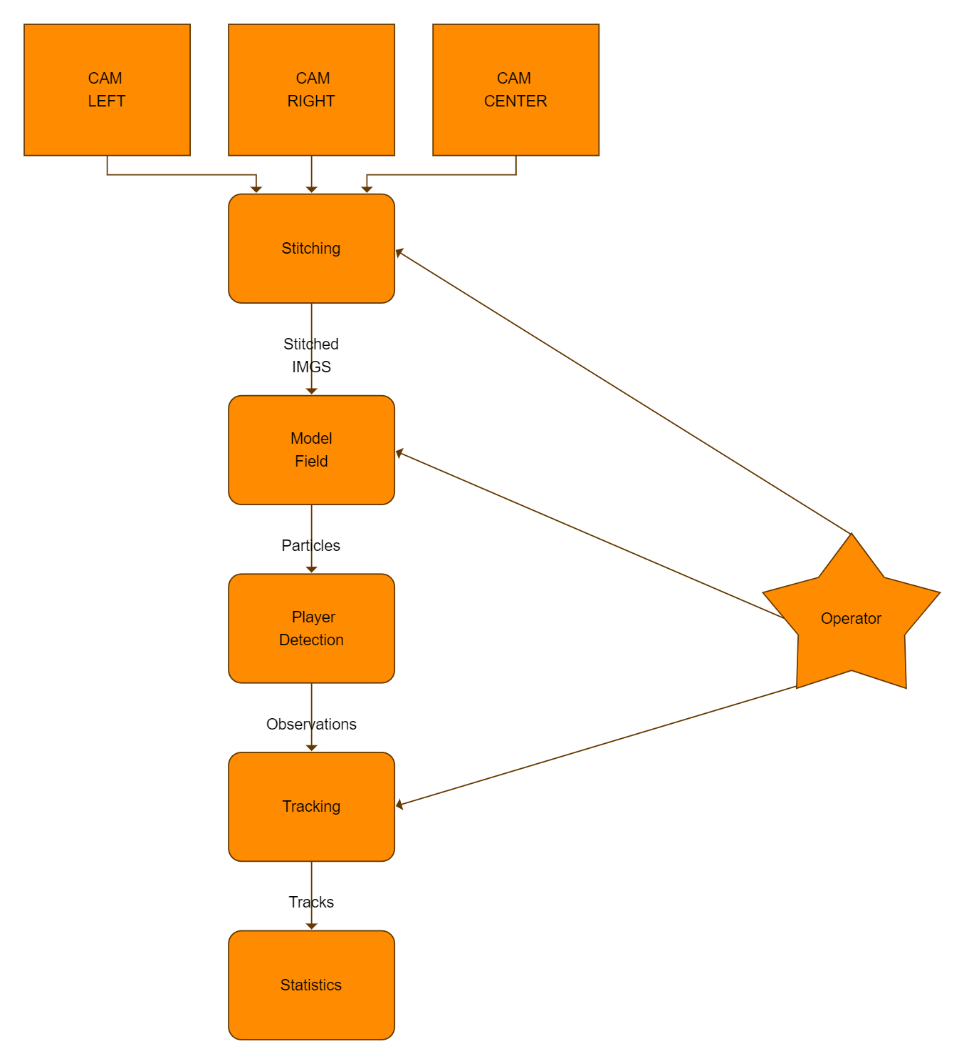 CAM
LEFT
CAM
RIGHT
CAM
CENTER
Stitching
Stitched
IMGS
Model
Field
Particles
Player
Detection
Operator
Observations
Tracking
Tracks
Statistics